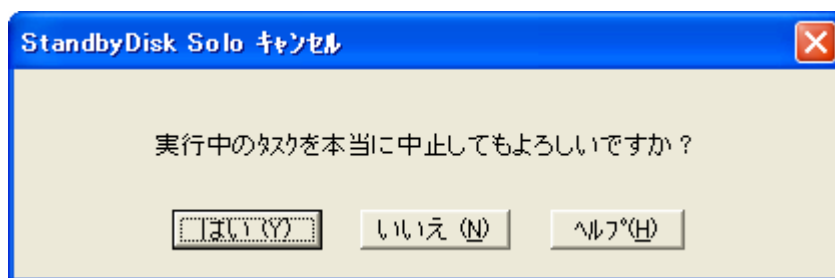 StandbyDisk Solo ｷｬﾝｾﾙ
実行中のﾀｽｸを本当に中止してもよろしいですか？
はい(Y) いいえ (N) ﾍﾙﾌﾟ(H)